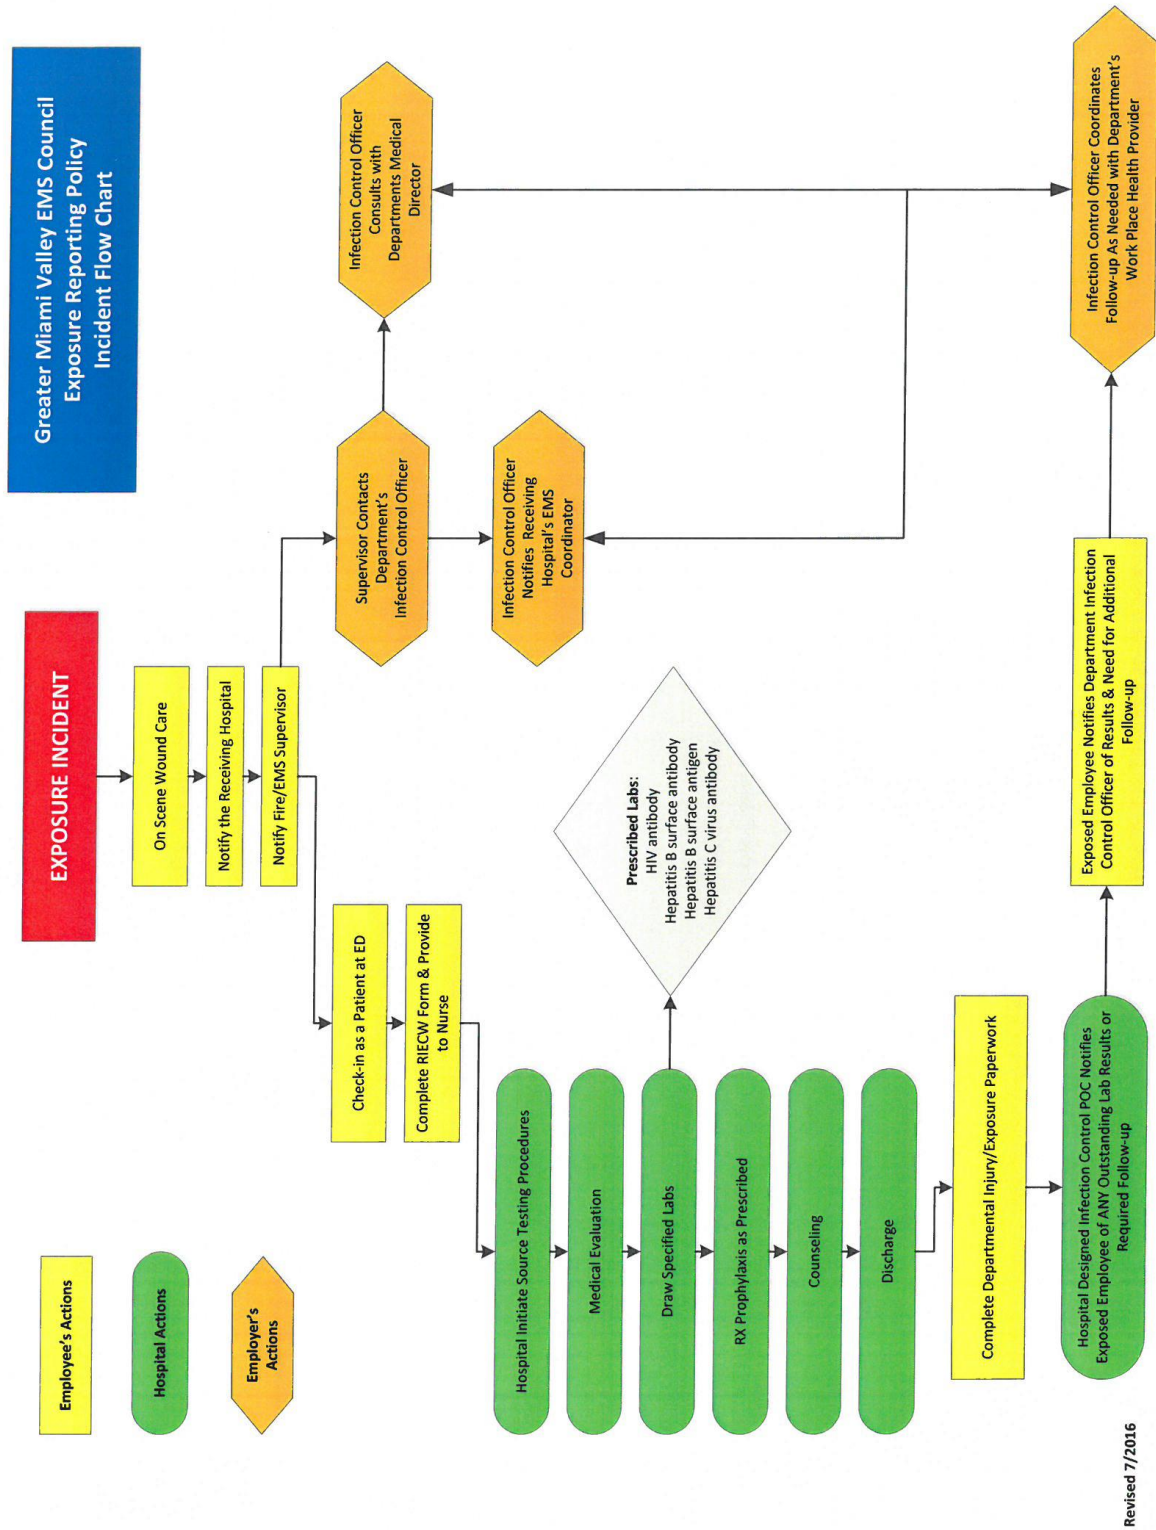 Greater Miami Valley EMS Council
Exposure Reporting Policy
Incident Flow Chart
EXPOSURE INCIDENT
Employee's Actions
Hospital Actions
Employer's
Actions
On Scene Wound Care
Notify the Receiving Hospital
Notify Fire/EMS Supervisor
Supervisor Contacts
Department's
Infection Control Officer
Infection Control Officer
Consults with
Departments Medical
Director
Infection Control Officer
Notifies Receiving
Hospital's EMS
Coordinator
Check-in as a Patient at ED
Complete RIECW Form & Provide
to Nurse
Hospital Initiate Source Testing Procedures
Medical Evaluation
Draw Specified Labs
Prescribed Labs:
HIV antibody
Hepatitis B surface antibody
Hepatitis B surface antigen
Hepatitis C virus antibody
RX Prophylaxis as Prescribed
Counseling
Discharge
Complete Departmental Injury/Exposure Paperwork
Hospital Designed Infection Control POC Notifies
Exposed Employee of ANY Outstanding Lab Results or
Required Follow-up
Exposed Employee Notifies Department Infection
Control Officer of Results & Need for Additional
Follow-up
Infection Control Officer Coordinates
Follow-up As Needed with Department's
Work Place Health Provider
Revised 7/2016